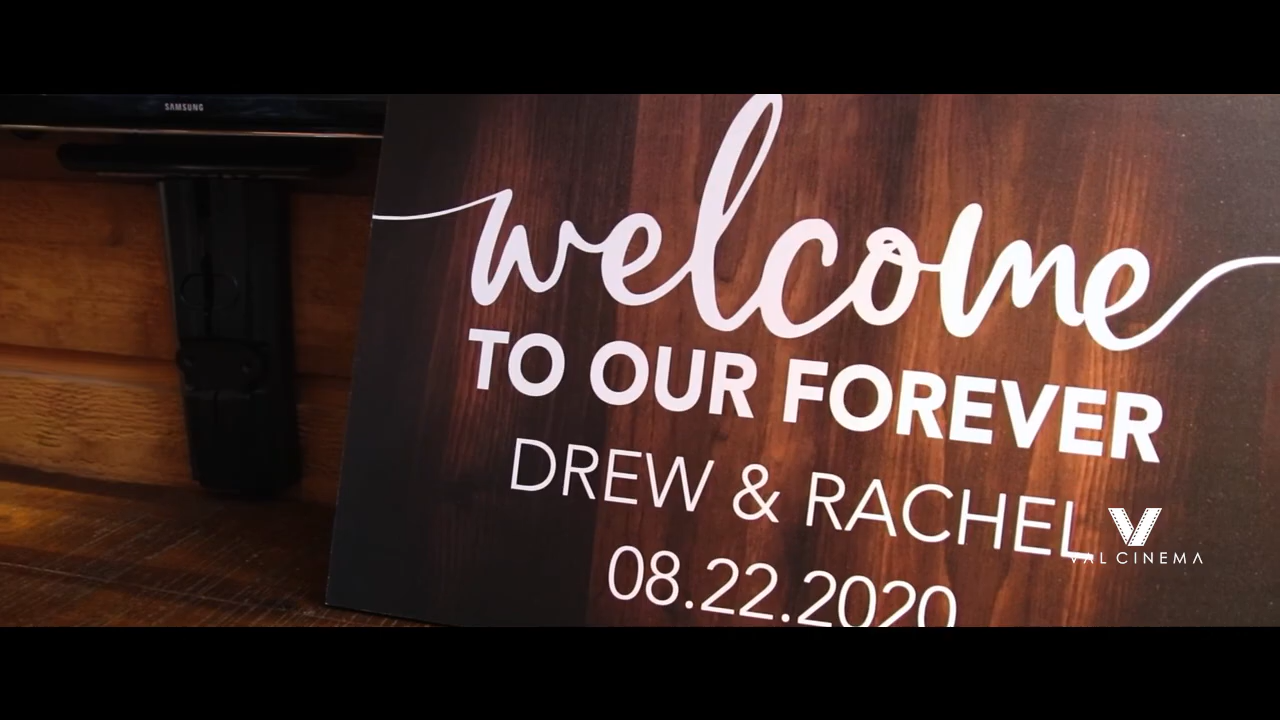 SAMSUNG
welcome
TO OUR FOREVER
DREW & RACHEL
08.22.2020
VAL CINEMA